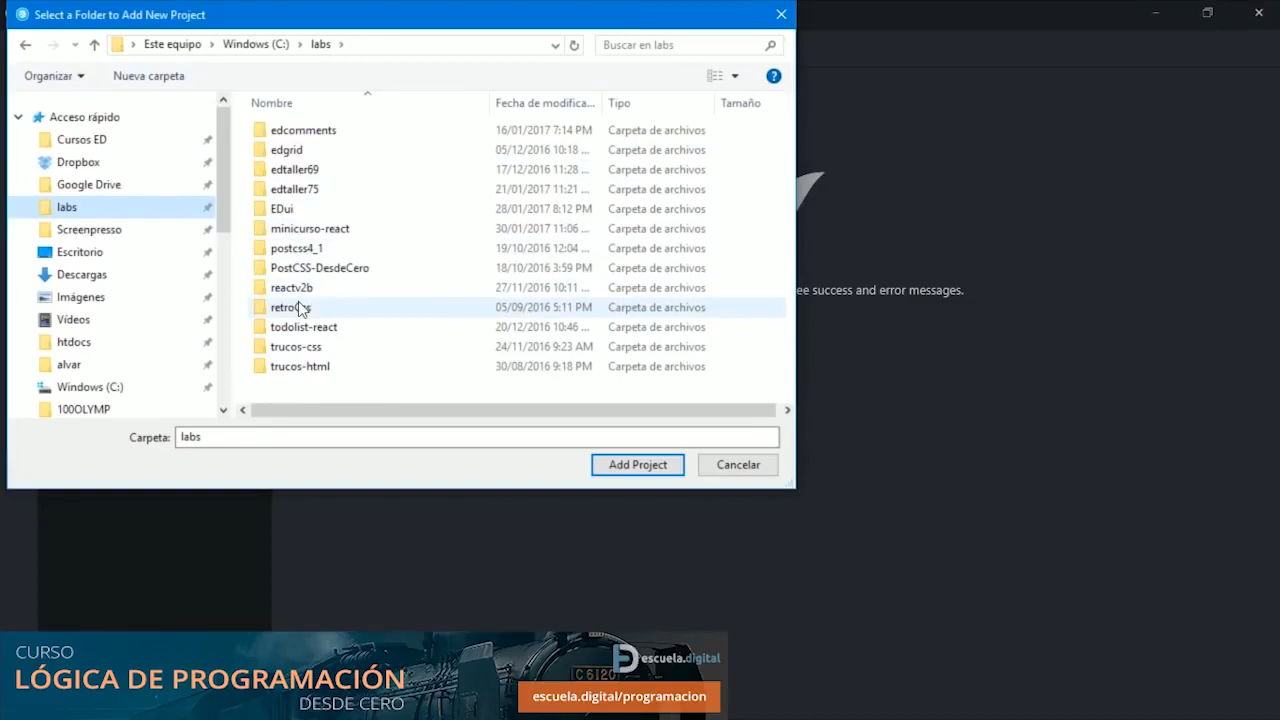 Select a Folder to Add New Project
Este equipo > Windows (C:) > labs >
Buscar en labs
Organizar
Nueva carpeta
Nombre
Fecha de modifica...
Tipo
Tamaño
Acceso rápido
Cursos ED
Dropbox
Google Drive
labs
Screenpresso
Escritorio
Descargas
Imágenes
Vídeos
htdocs
alvar
Windows (C:)
100OLYMP
edcomments 16/01/2017 7:14 PM Carpeta de archivos
edgrid 05/12/2016 10:18 ... Carpeta de archivos
edtaller69 17/12/2016 11:28 ... Carpeta de archivos
edtaller75 21/01/2017 11:21 ... Carpeta de archivos
EDui 28/01/2017 8:12 PM Carpeta de archivos
minicurso-react 30/01/2017 11:06 ... Carpeta de archivos
postcss4_1 19/10/2016 12:04 ... Carpeta de archivos
PostCSS-DesdeCero 18/10/2016 3:59 PM Carpeta de archivos
reactv2b 27/11/2016 10:11 ... Carpeta de archivos
05/09/2016 5:11 PM Carpeta de archivos
todolist-react 20/12/2016 10:46 ... Carpeta de archivos
trucos-css 24/11/2016 9:23 AM Carpeta de archivos
trucos-html 30/08/2016 9:18 PM Carpeta de archivos
Carpeta: labs
Add Project
Cancelar
success and error messages.
CURSO
LÓGICA DE PROGRAMACIÓN
DESDE CERO
escuela.digital
C 6120
escuela.digital/programacion